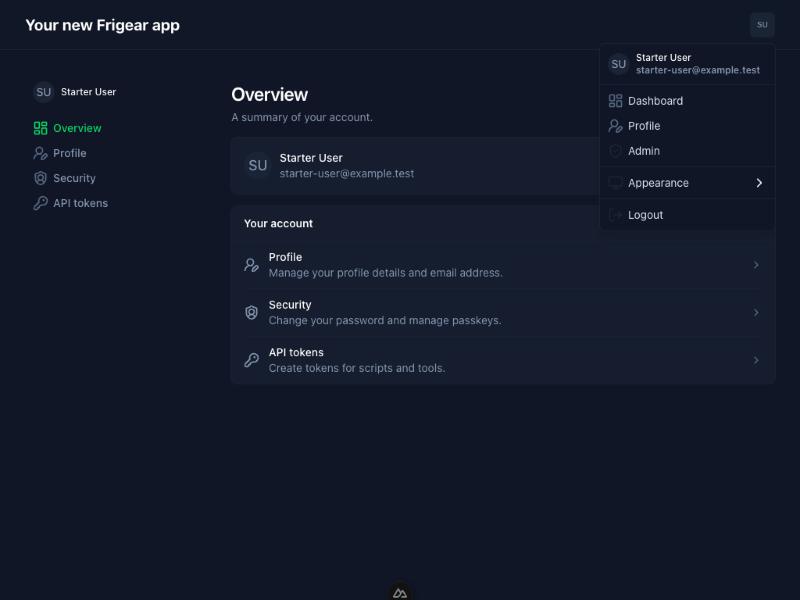 Your new Frigear app
SU
SU
Starter User
starter-user@example.test
Dashboard
Profile
Admin
Appearance
Logout
SU
Starter User
Overview
Profile
Security
API tokens
Overview
A summary of your account.
SU
Starter User
starter-user@example.test
Your account
Profile
Manage your profile details and email address.
Security
Change your password and manage passkeys.
API tokens
Create tokens for scripts and tools.